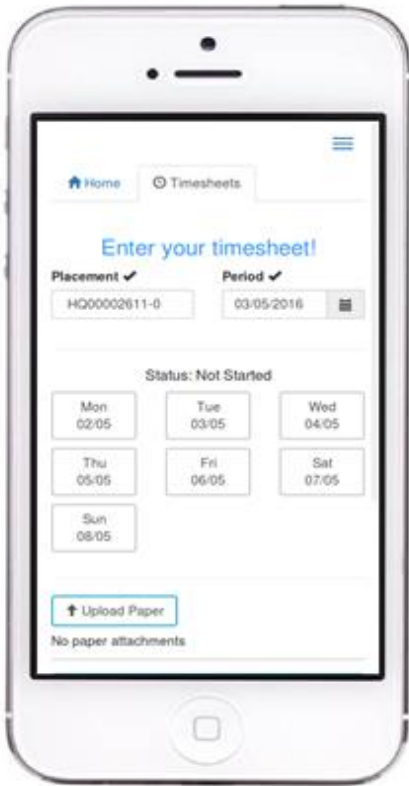 Home Timesheets
Enter your timesheet!
Placement Period
HQ00002611-0 03/05/2016
Status: Not Started
Mon Tue Wed
02/05 03/05 04/05
Thu Fri Sat
05/05 06/05 07/05
Sun
08/05
Upload Paper
No paper attachments